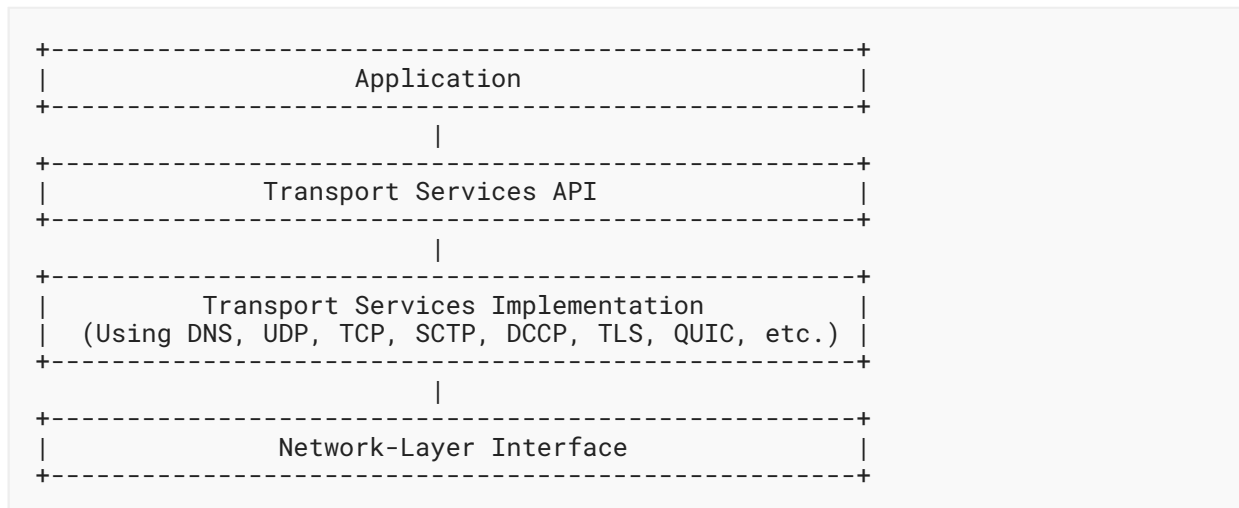 +-----------------------------------------------------+
|                    Application                      |
+-----------------------------------------------------+
                          |
+-----------------------------------------------------+
|              Transport Services API                 |
+-----------------------------------------------------+
                          |
+-----------------------------------------------------+
|          Transport Services Implementation          |
|  (Using DNS, UDP, TCP, SCTP, DCCP, TLS, QUIC, etc.) |
+-----------------------------------------------------+
                          |
+-----------------------------------------------------+
|               Network-Layer Interface               |
+-----------------------------------------------------+